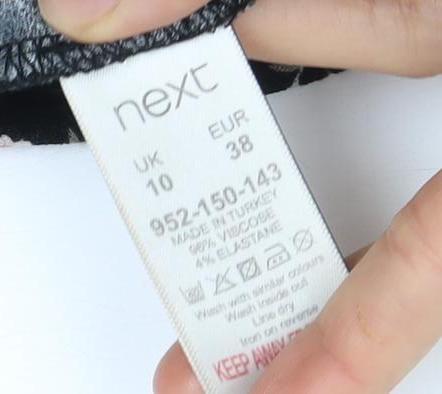 next
UK EUR
10 38
952-150-143
MADE IN TURKEY
96% VISCOSE
4% ELASTANE
Wash with similar colours
Wash inside out
Line dry
Iron on reverse
KEEP AWAY